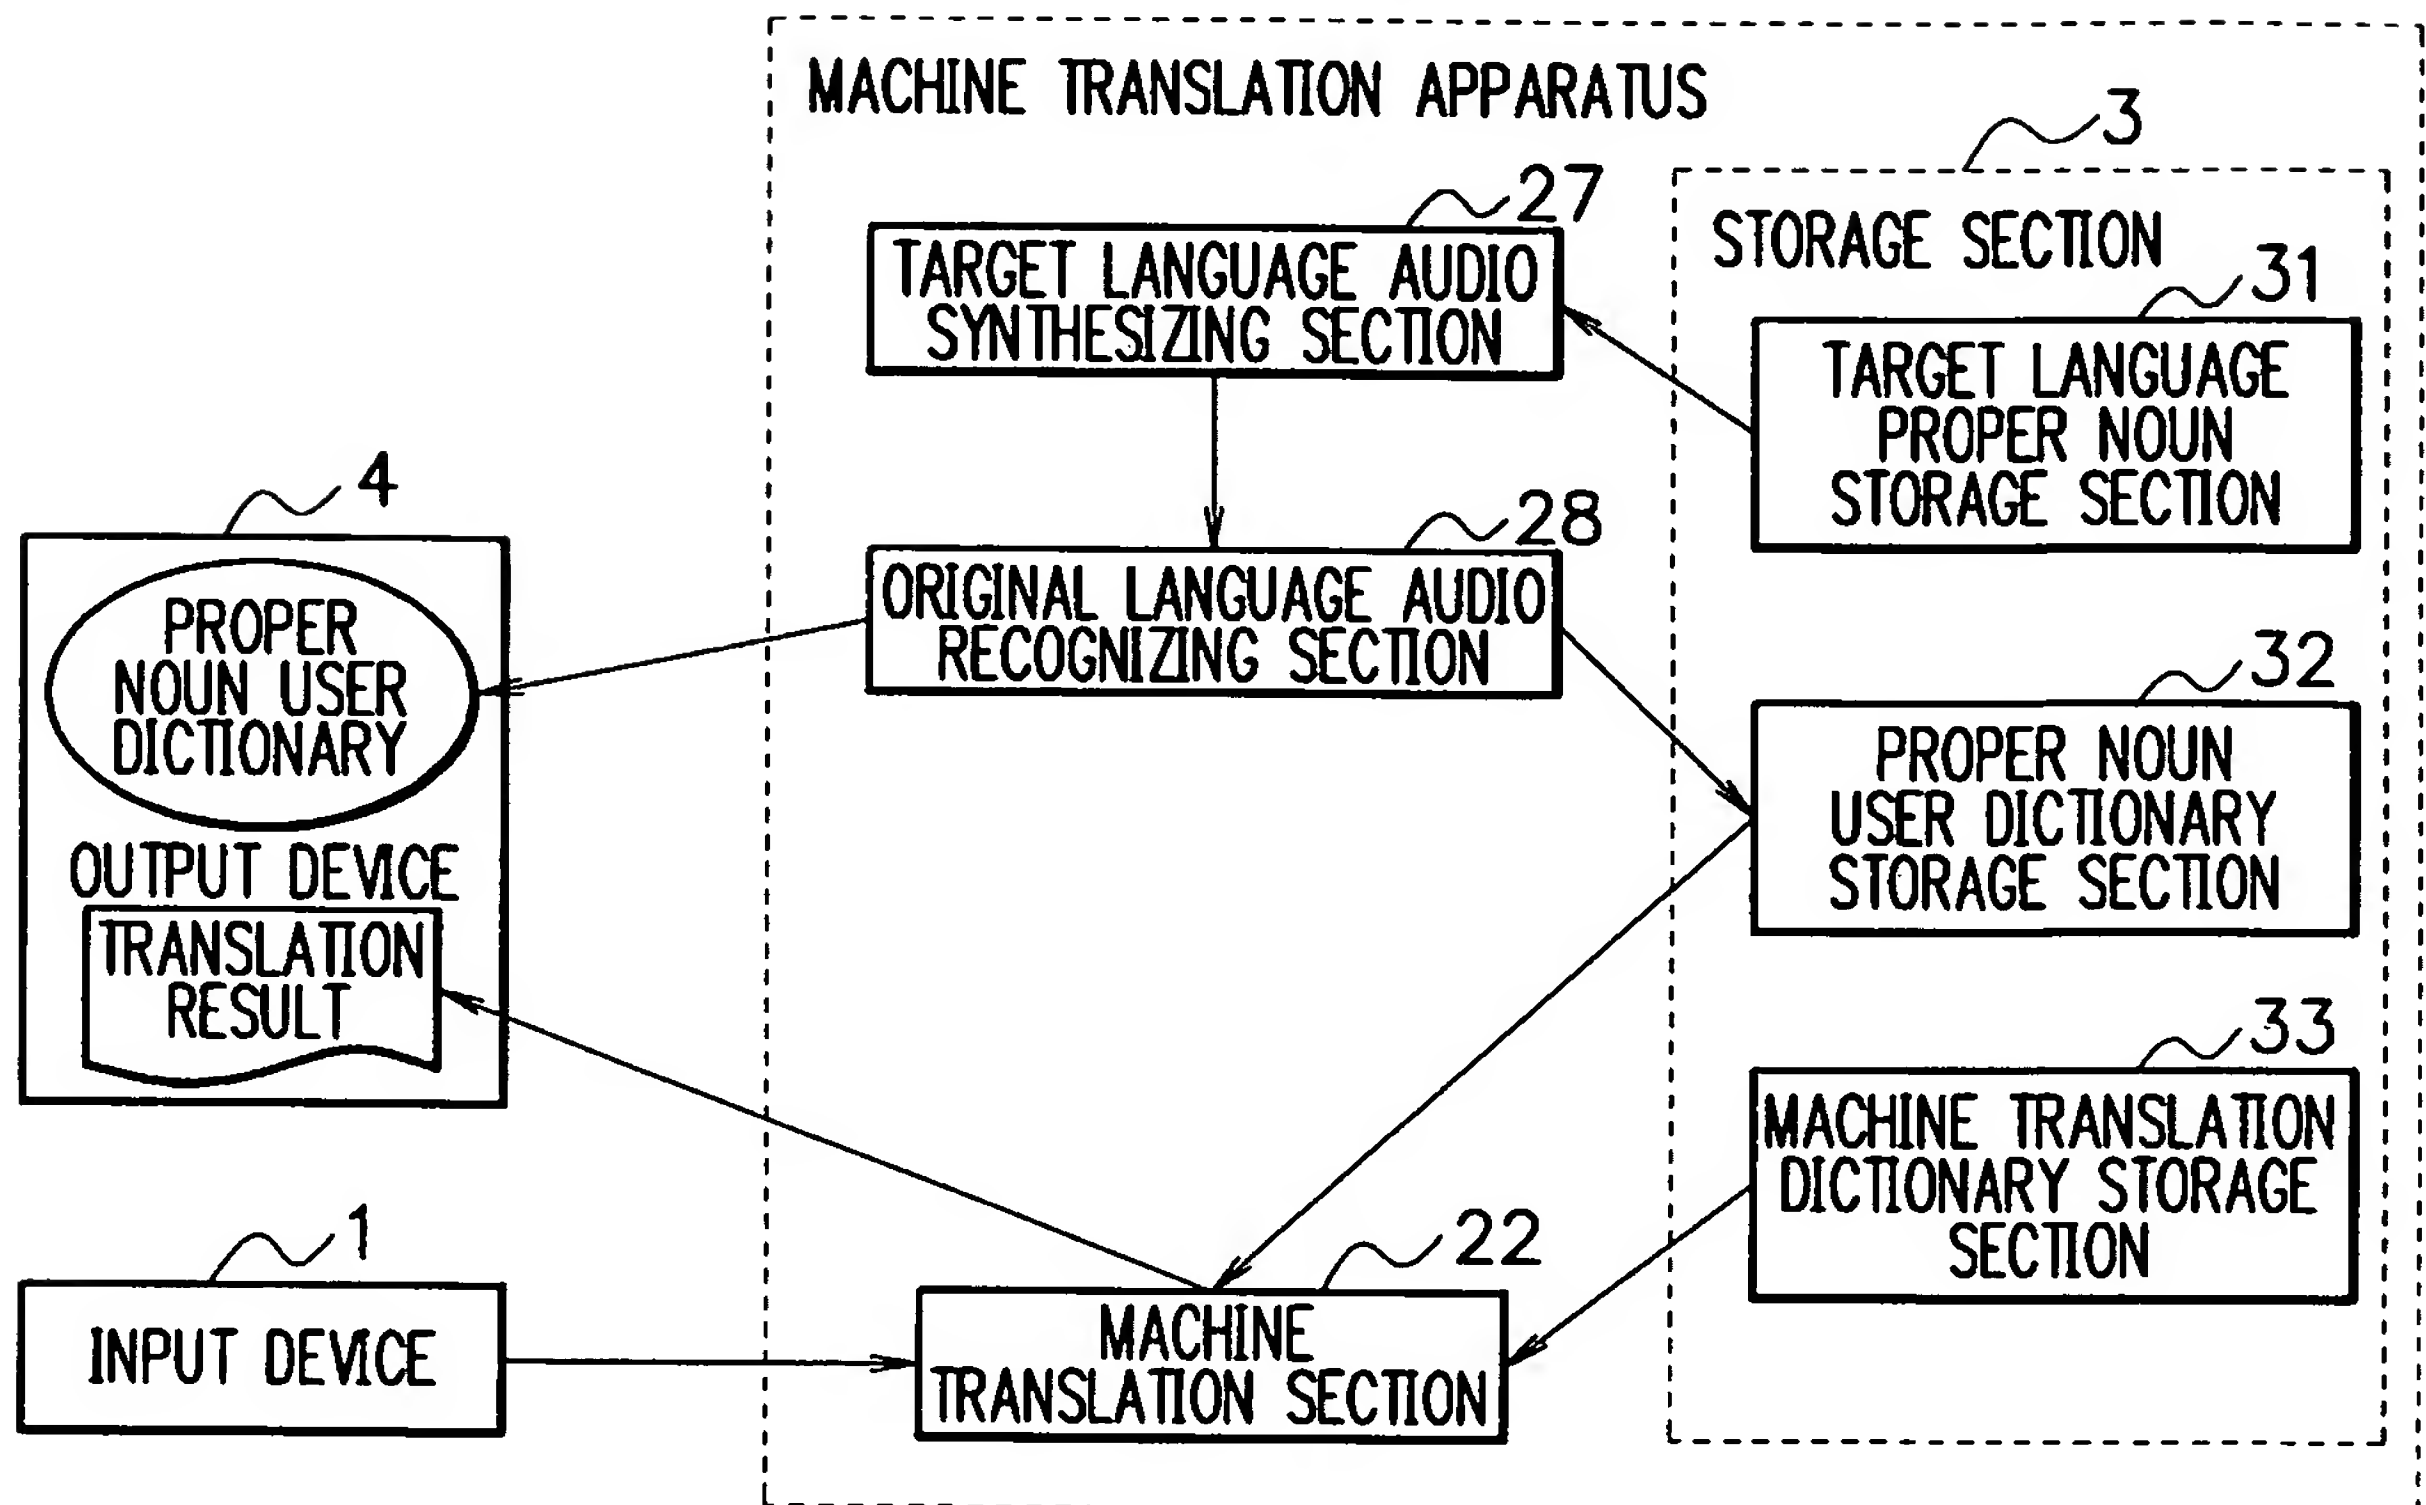 MACHINE TRANSLATION APPARATUS
3
27
TARGET LANGUAGE AUDIO
SYNTHESIZING SECTION
STORAGE SECTION
31
TARGET LANGUAGE
PROPER NOUN
STORAGE SECTION
4
PROPER
NOUN USER
DICTIONARY
OUTPUT DEVICE
TRANSLATION
RESULT
28
ORIGINAL LANGUAGE AUDIO
RECOGNIZING SECTION
32
PROPER NOUN
USER DICTIONARY
STORAGE SECTION
33
MACHINE TRANSLATION
DICTIONARY STORAGE
SECTION
1
INPUT DEVICE
22
MACHINE
TRANSLATION SECTION